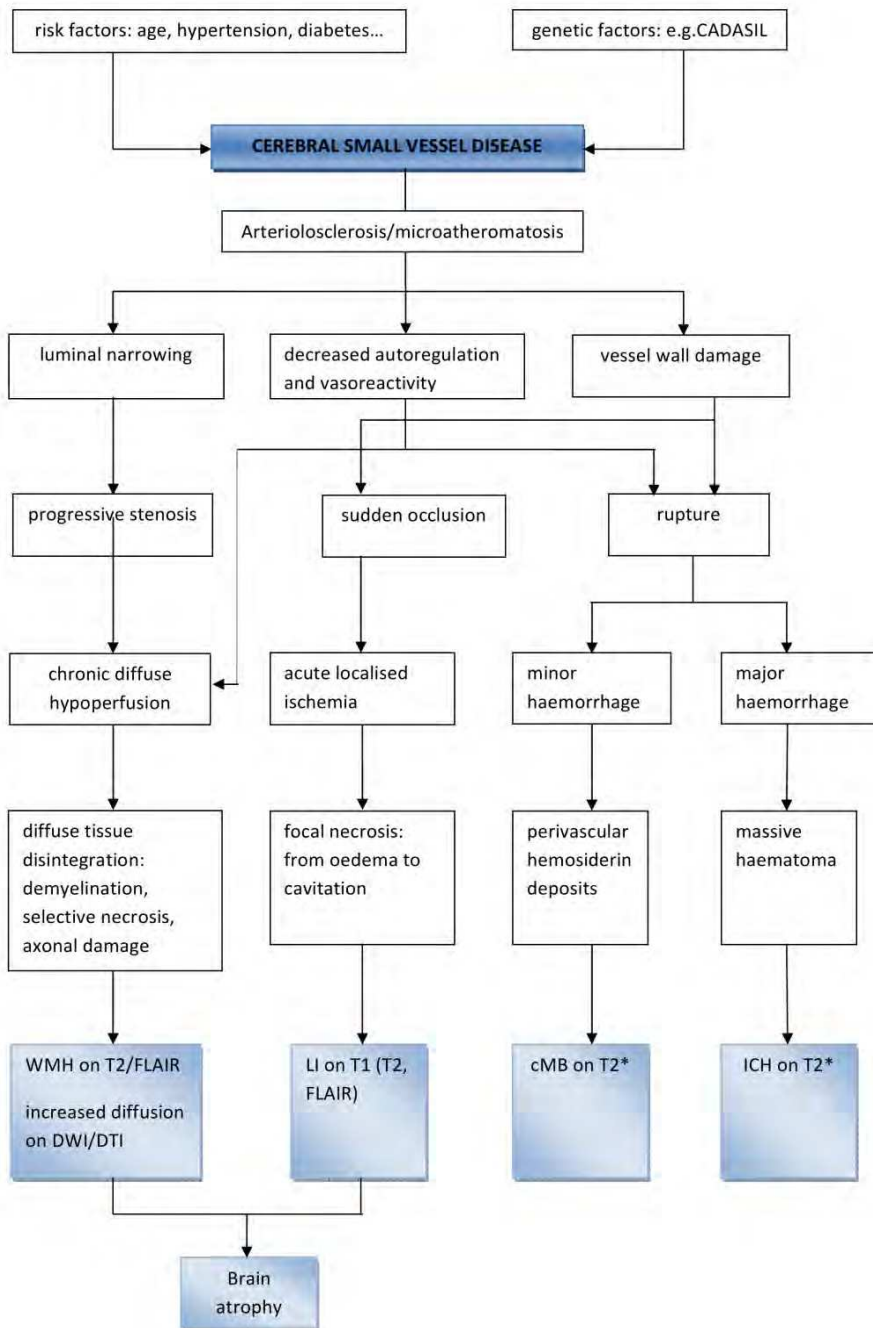 risk factors: age, hypertension, diabetes...
genetic factors: e.g.CADASIL
CEREBRAL SMALL VESSEL DISEASE
Arteriolosclerosis/microatheromatosis
luminal narrowing
decreased autoregulation
and vasoreactivity
vessel wall damage
progressive stenosis
sudden occlusion
rupture
chronic diffuse
hypoperfusion
acute localised
ischemia
minor
haemorrhage
major
haemorrhage
diffuse tissue
disintegration:
demyelination,
selective necrosis,
axonal damage
focal necrosis:
from oedema to
cavitation
perivascular
hemosiderin
deposits
massive
haematoma
WMH on T2/FLAIR
increased diffusion
on DWI/DTI
LI on T1 (T2,
FLAIR)
cMB on T2*
ICH on T2*
Brain
atrophy